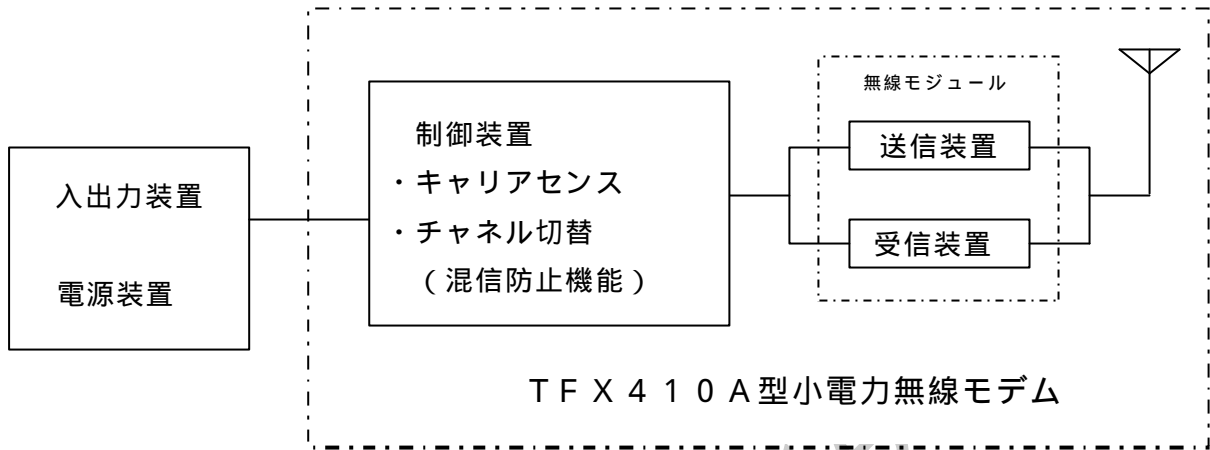 入出力装置
電源装置
制御装置
・キャリアセンス
・チャネル切替
（混信防止機能）
無線モジュール
送信装置
受信装置
ＴＦＸ４１０Ａ型小電力無線モデム